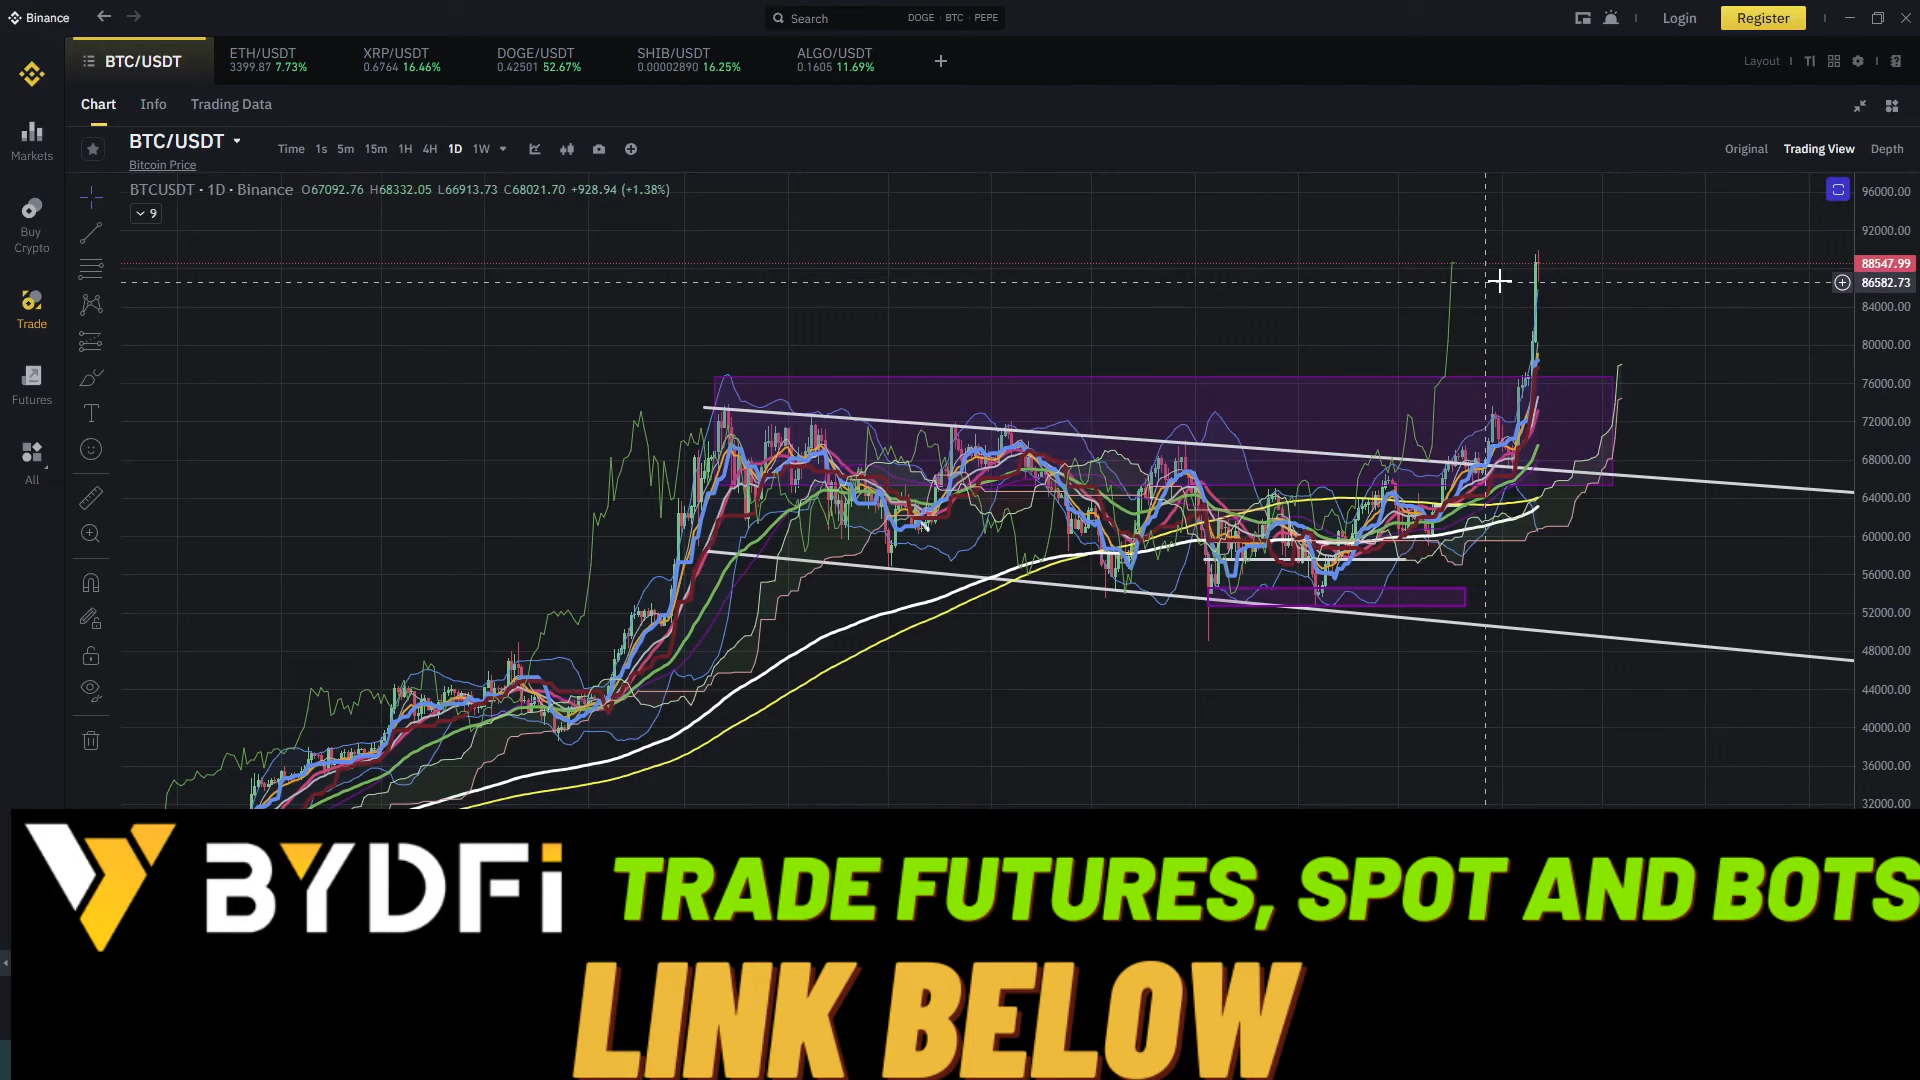 Binance
Search DOGE · BTC · PEPE
Login Register
BTC/USDT
ETH/USDT
3399.87 7.73%
XRP/USDT
0.6764 16.46%
DOGE/USDT
0.42501 52.67%
SHIB/USDT
0.00002890 16.25%
ALGO/USDT
0.1605 11.69%
Layout
Chart Info Trading Data
Markets
Buy
Crypto
Trade
Futures
All
BTC/USDT
Bitcoin Price
Time 1s 5m 15m 1H 4H 1D 1W
Original Trading View Depth
BTCUSDT · 1D · Binance O67092.76 H68332.05 L66913.73 C68021.70 +928.94 (+1.38%)
9
96000.00
92000.00
88547.99
86582.73
84000.00
80000.00
76000.00
72000.00
68000.00
64000.00
60000.00
56000.00
52000.00
48000.00
44000.00
40000.00
36000.00
32000.00
BYDFi TRADE FUTURES, SPOT AND BOTS
LINK BELOW